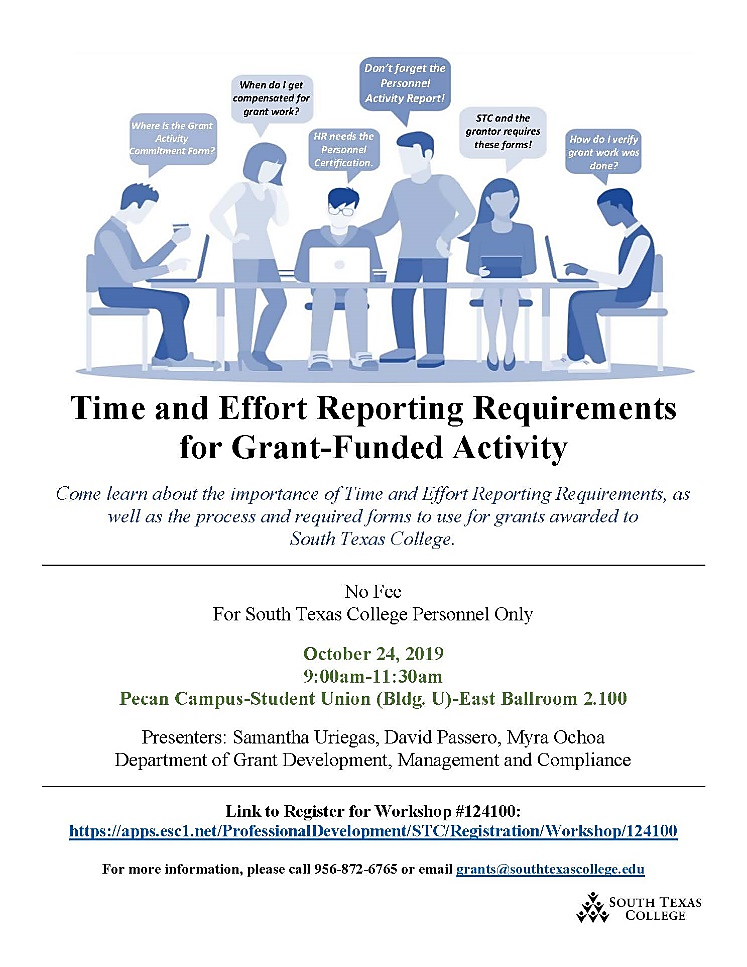 Where Is the Grant
Activity
Commitment Form?
When do I get
compensated for
grant work?
HR needs the
Personnel
Certification.
Don't forget the
Personnel
Activity Report!
STC and the
grantor requires
these forms!
How do I verify
grant work was
done?
Time and Effort Reporting Requirements
for Grant-Funded Activity
Come learn about the importance of Time and Effort Reporting Requirements, as
well as the process and required forms to use for grants awarded to
South Texas College.
No Fee
For South Texas College Personnel Only
October 24, 2019
9:00am-11:30am
Pecan Campus-Student Union (Bldg. U)-East Ballroom 2.100
Presenters: Samantha Uriegas, David Passero, Myra Ochoa
Department of Grant Development, Management and Compliance
Link to Register for Workshop #124100:
https://apps.esc1.net/ProfessionalDevelopment/STC/Registration/Workshop/124100
For more information, please call 956-872-6765 or email grants@southtexascollege.edu
SOUTH TEXAS
COLLEGE